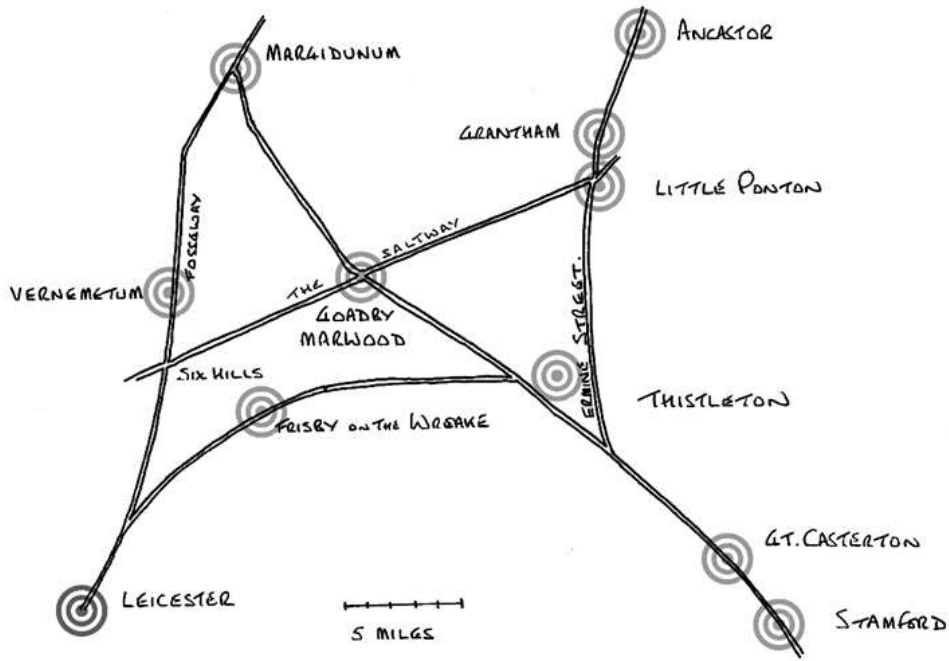 MARGIDUNUM
ANCASTOR
GRANTHAM
LITTLE PONTON
FOSSEWAY
THE SALTWAY
VERNEMETUM
GOADBY
MARWOOD
SIX HILLS
ERMINE STREET.
THISTLETON
FRISBY ON THE WREAKE
GT. CASTERTON
LEICESTER
STAMFORD
5 MILES